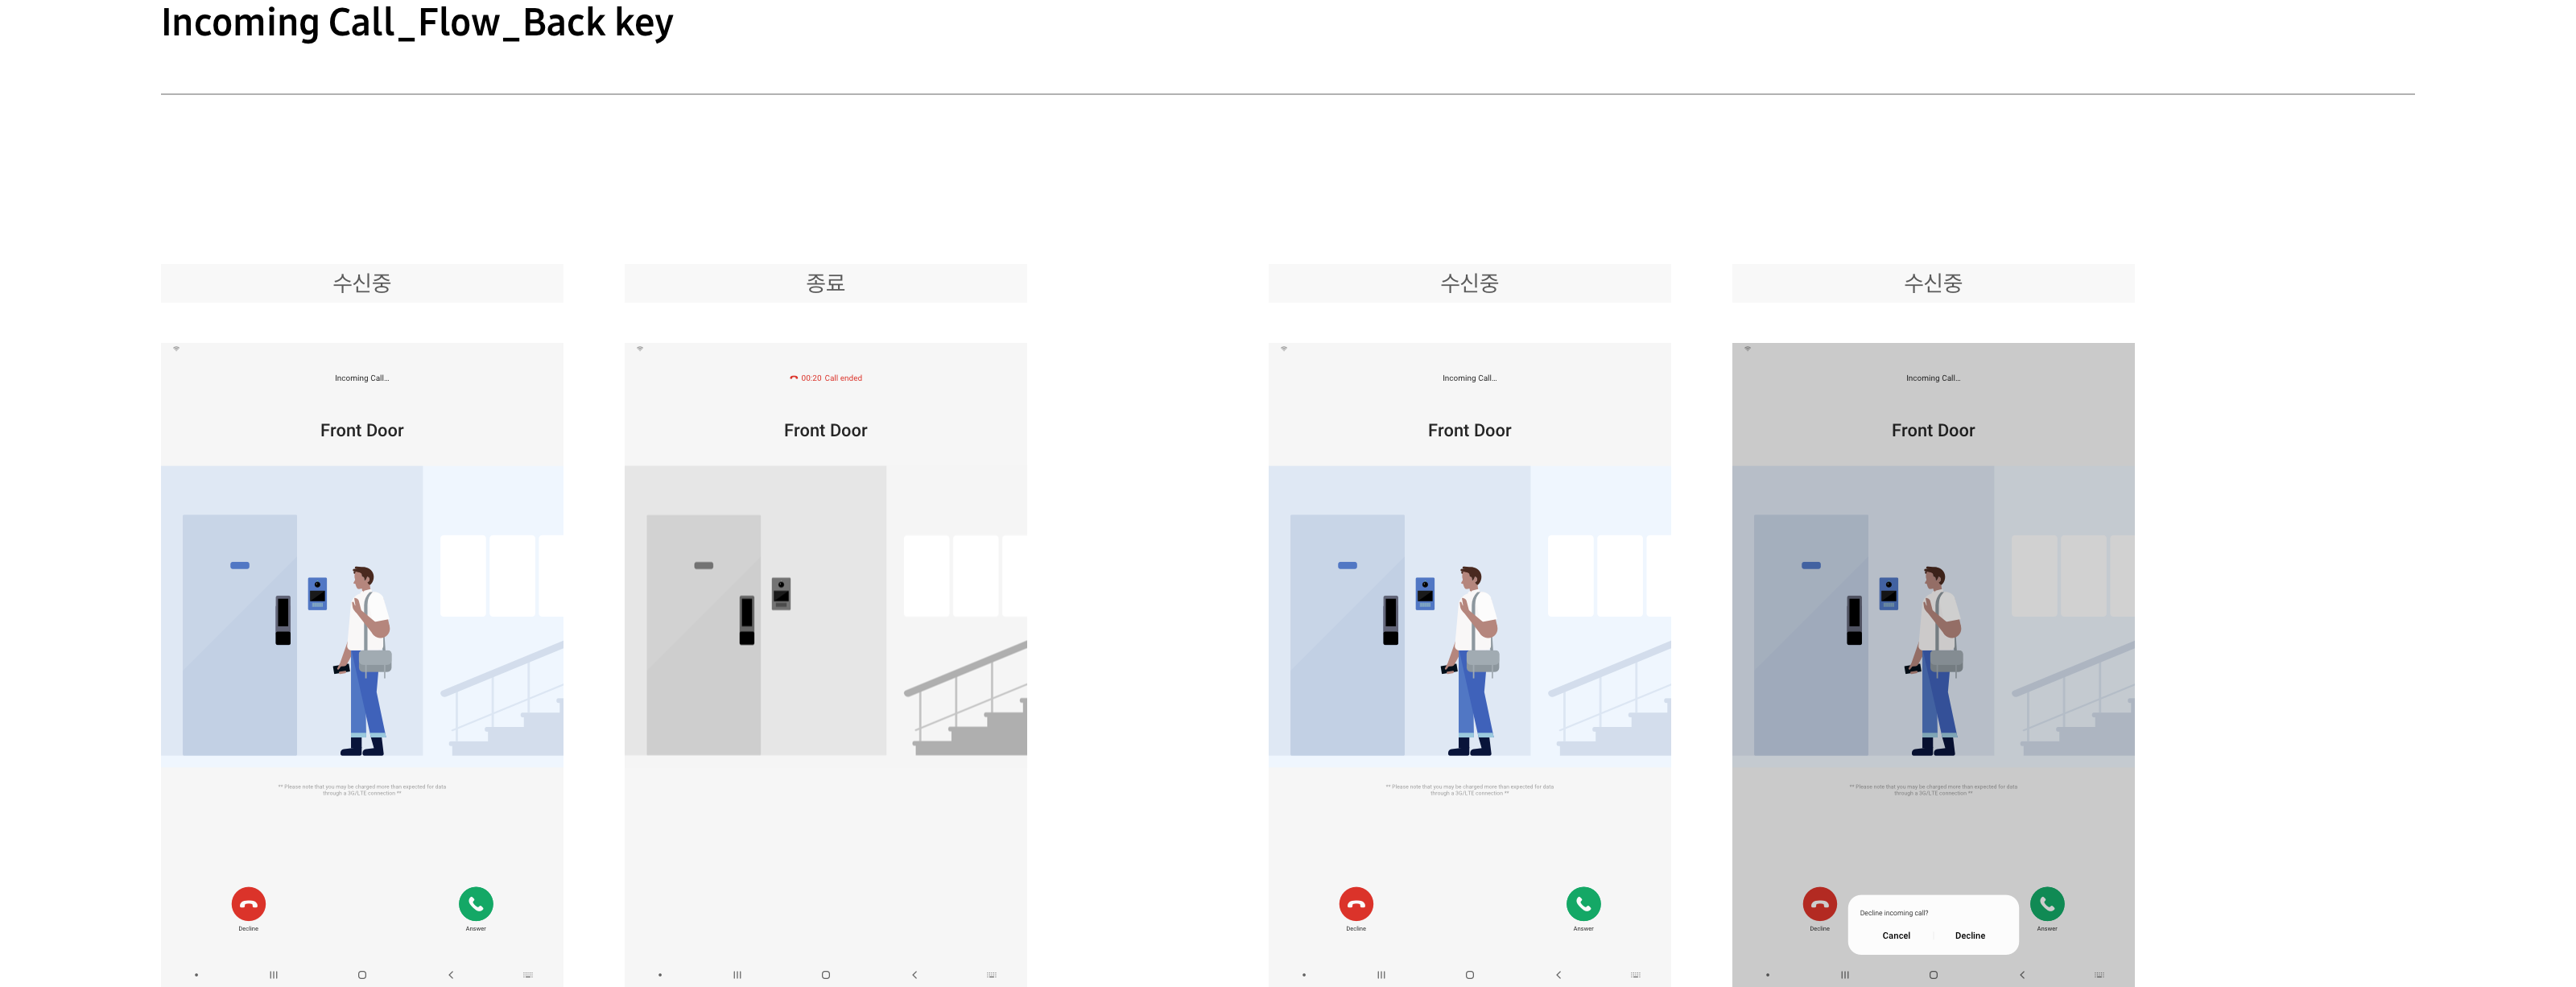 Incoming Call_Flow_Back key
수신중
종료
수신중
수신중
Incoming Call...
Front Door
** Please note that you may be charged more than expected for data
through a 3G/LTE connection **
Decline
Answer
00:20 Call ended
Front Door
Incoming Call...
Front Door
** Please note that you may be charged more than expected for data
through a 3G/LTE connection **
Decline
Answer
Incoming Call...
Front Door
** Please note that you may be charged more than expected for data
through a 3G/LTE connection **
Decline
Decline incoming call?
Cancel
Decline
Answer